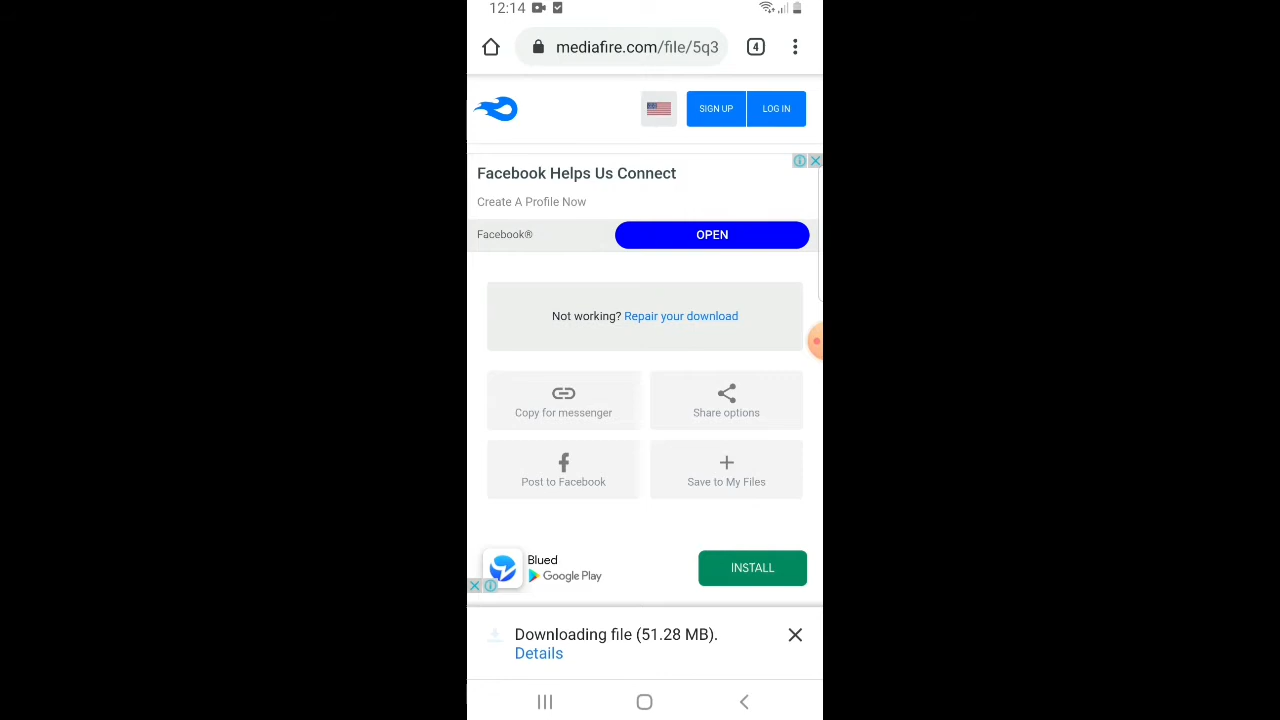 12:14
mediafire.com/file/5q3
4
SIGN UP
LOG IN
Facebook Helps Us Connect
Create A Profile Now
Facebook®
OPEN
Not working? Repair your download
Copy for messenger
Share options
Post to Facebook
Save to My Files
Blued
Google Play
INSTALL
Downloading file (51.28 MB).
Details